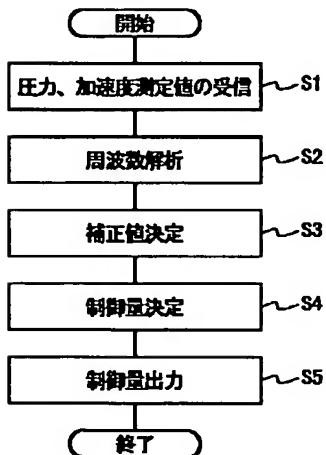 開始
圧力、加速度測定値の受信 S1
周波数解析 S2
補正値決定 S3
制御量決定 S4
制御量出力 S5
終了